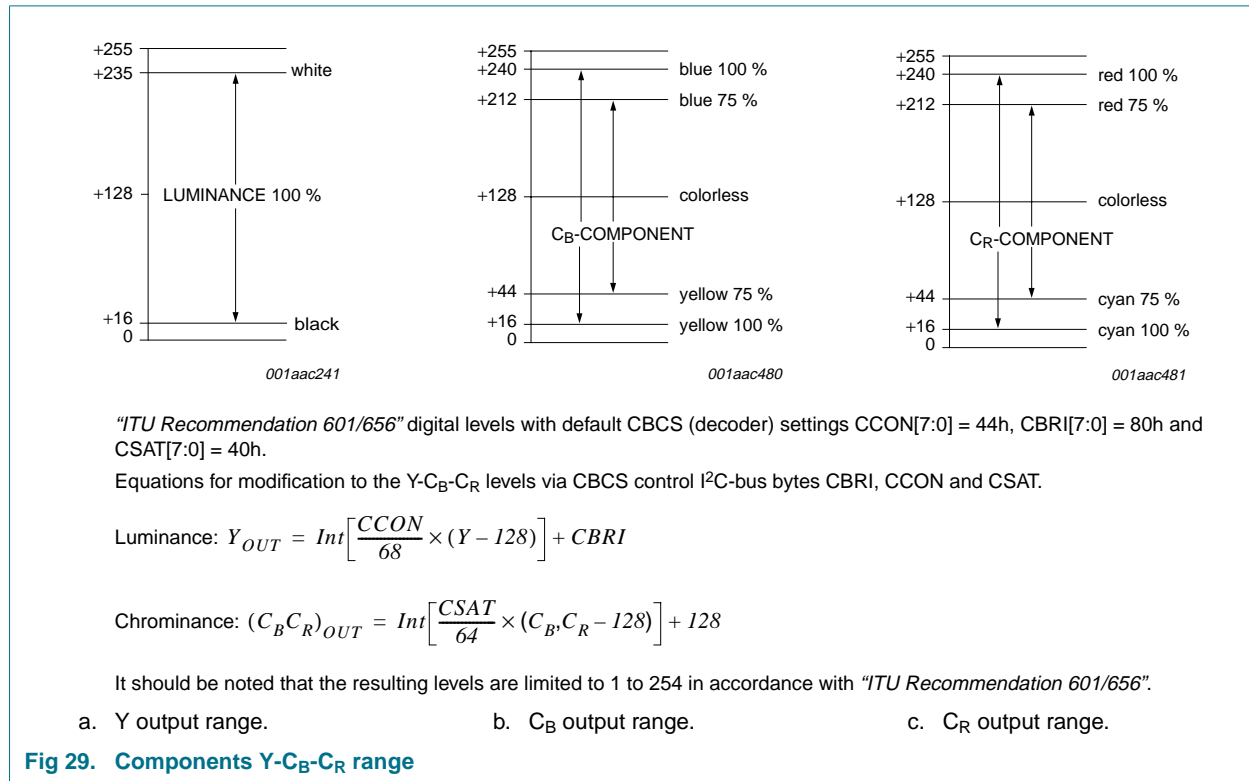 +255
+235
white
+128
LUMINANCE 100 %
+16
black
0
001aac241
+255
+240
blue 100 %
+212
blue 75 %
+128
colorless
CB-COMPONENT
+44
yellow 75 %
+16
yellow 100 %
0
001aac480
+255
+240
red 100 %
+212
red 75 %
+128
colorless
CR-COMPONENT
+44
cyan 75 %
+16
cyan 100 %
0
001aac481
“ITU Recommendation 601/656” digital levels with default CBCS (decoder) settings CCON[7:0] = 44h, CBRI[7:0] = 80h and
CSAT[7:0] = 40h.
Equations for modification to the Y-CB-CR levels via CBCS control I2C-bus bytes CBRI, CCON and CSAT.
Luminance: YOUT = Int[CCON/68 × (Y – 128)] + CBRI
Chrominance: (CBCR)OUT = Int[CSAT/64 × (CB,CR – 128)] + 128
It should be noted that the resulting levels are limited to 1 to 254 in accordance with “ITU Recommendation 601/656”.
a. Y output range.
b. CB output range.
c. CR output range.
Fig 29. Components Y-CB-CR range